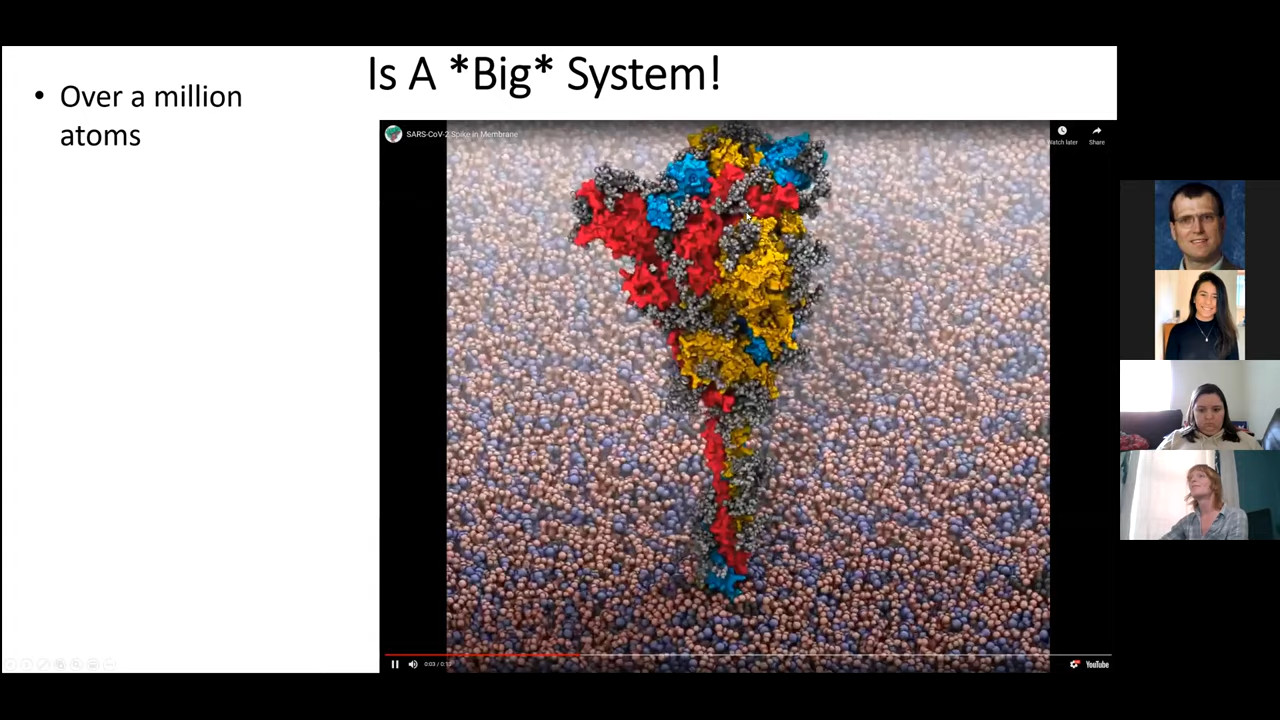 Is A *Big* System!
• Over a million
atoms
SARS-CoV-2 Spike in Membrane
Watch later
Share
0:03 / 0:13
YouTube